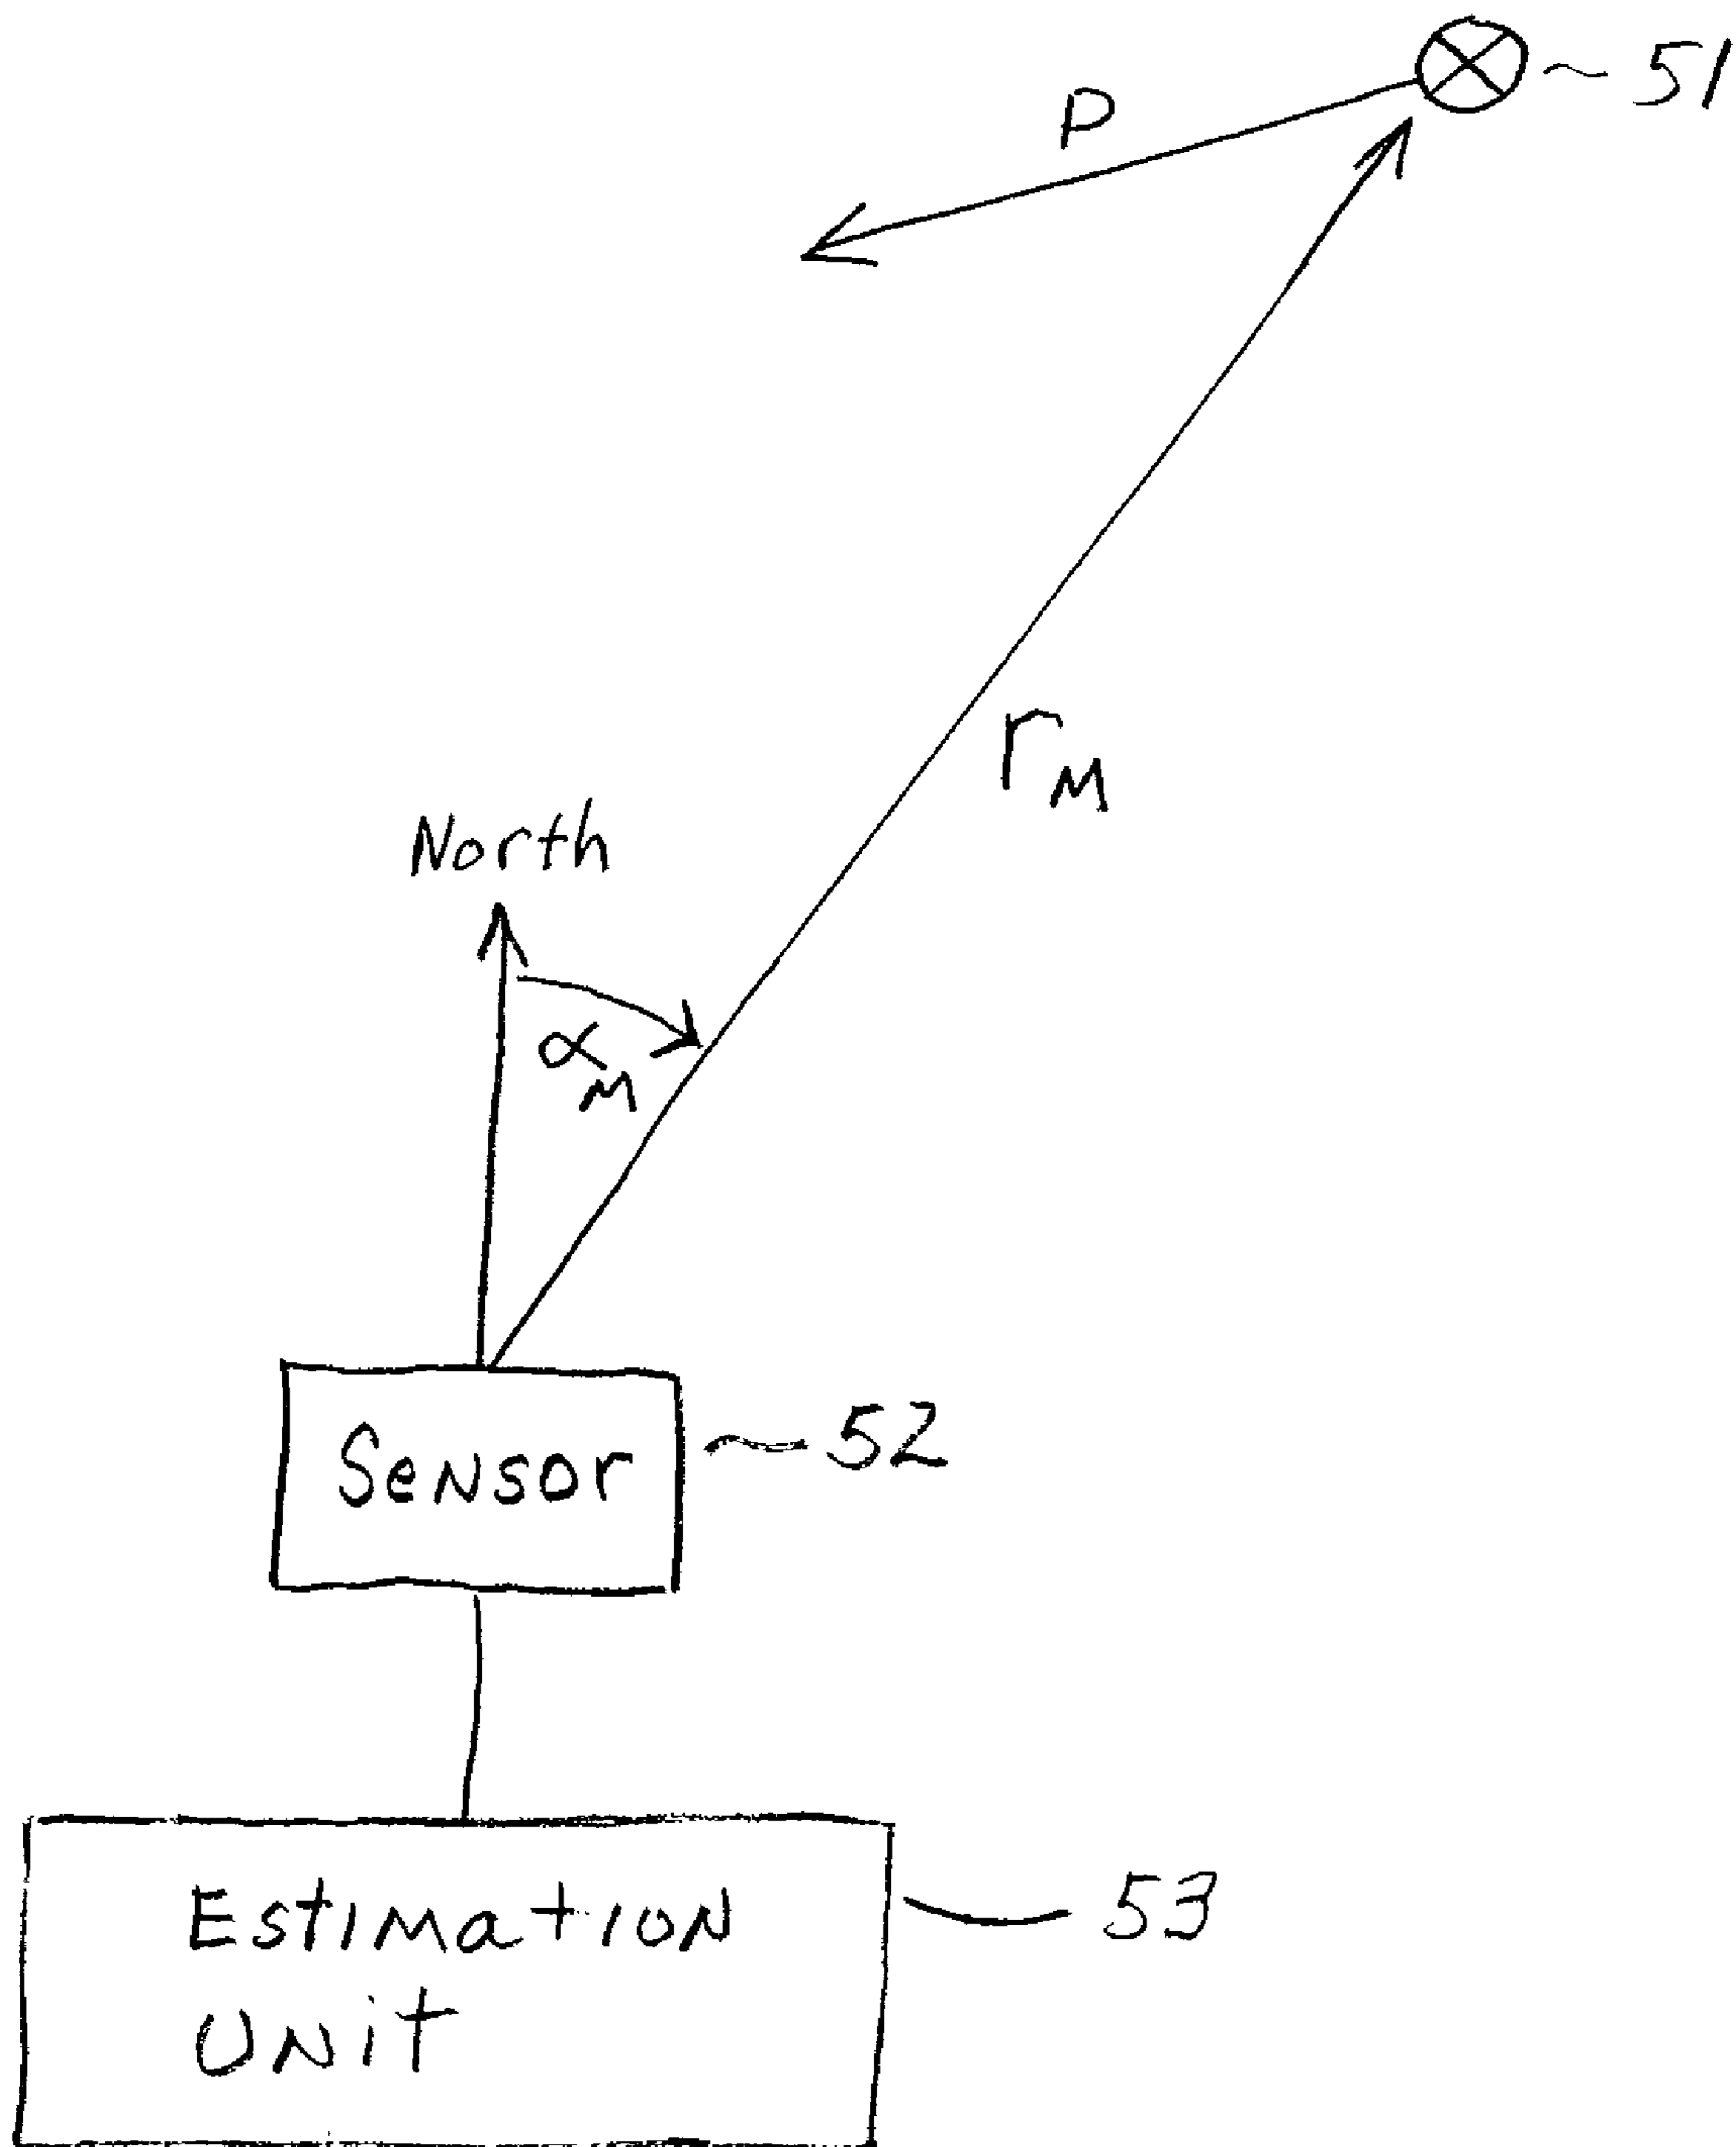 51
P
r_M
North
α_M
Sensor
52
Estimation
Unit
53